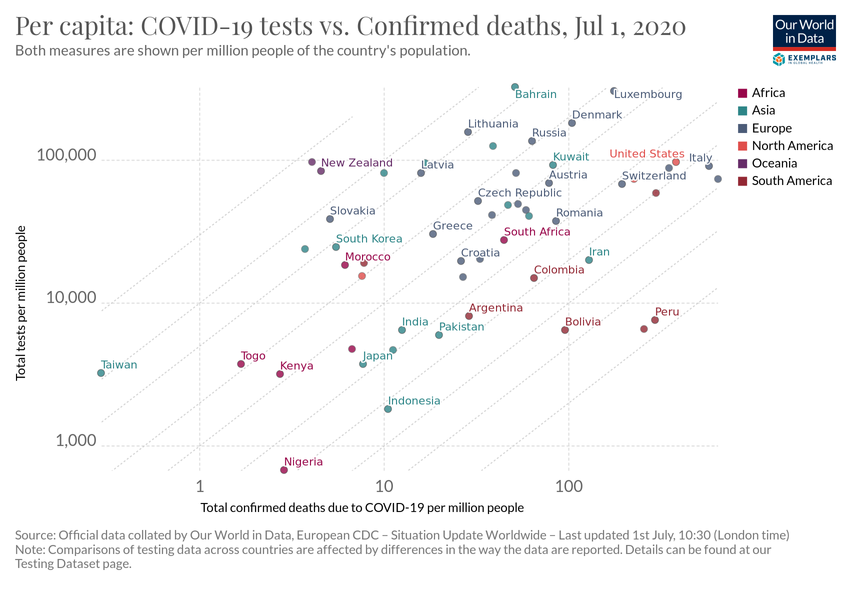 Per capita: COVID-19 tests vs. Confirmed deaths, Jul 1, 2020
Both measures are shown per million people of the country's population.
Our World
in Data
EXEMPLARS
IN GLOBAL HEALTH
Total tests per million people
100,000
10,000
1,000
1
10
100
Total confirmed deaths due to COVID-19 per million people
Bahrain
Luxembourg
Denmark
Lithuania
Russia
United States
Italy
New Zealand
Latvia
Kuwait
Austria
Switzerland
Czech Republic
Slovakia
Romania
Greece
South Africa
South Korea
Morocco
Croatia
Iran
Colombia
Argentina
Peru
India
Pakistan
Bolivia
Taiwan
Togo
Kenya
Japan
Indonesia
Nigeria
Africa
Asia
Europe
North America
Oceania
South America
Source: Official data collated by Our World in Data, European CDC – Situation Update Worldwide – Last updated 1st July, 10:30 (London time)
Note: Comparisons of testing data across countries are affected by differences in the way the data are reported. Details can be found at our
Testing Dataset page.